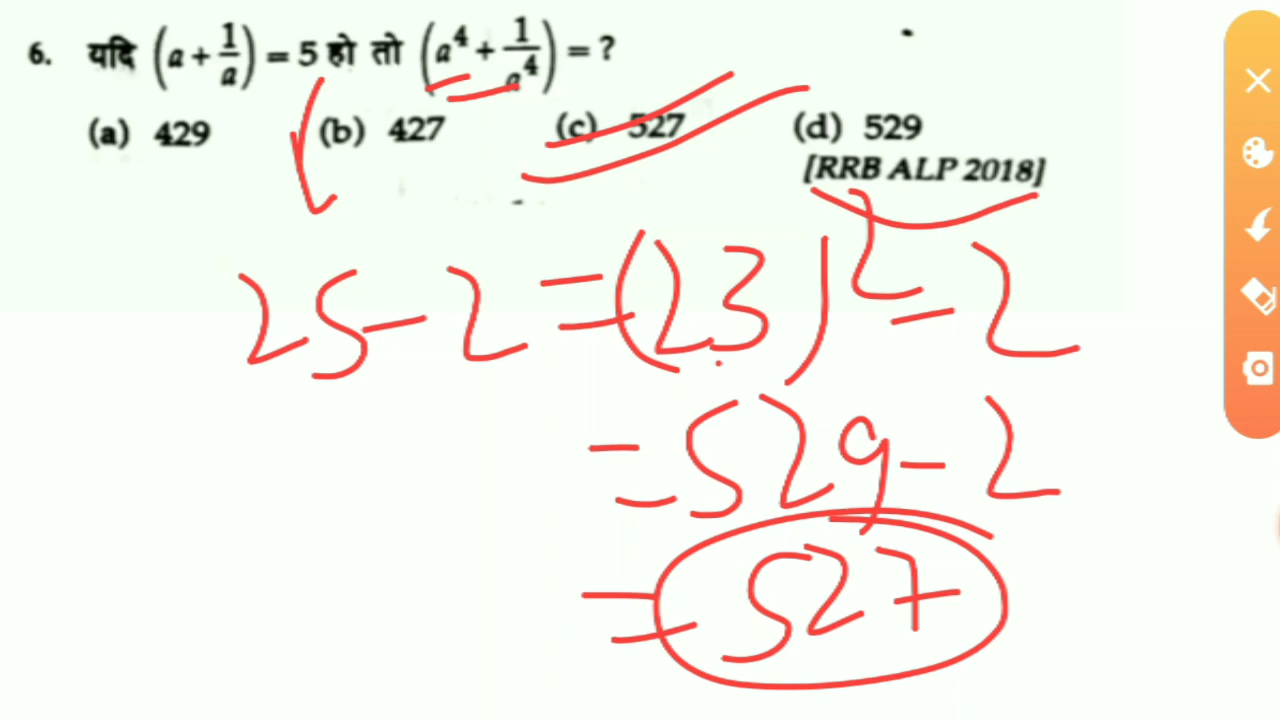 6. यदि (a + 1/a) = 5 हो तो (a⁴ + 1/a⁴) = ?
(a) 429 (b) 427 (c) 527 (d) 529
[RRB ALP 2018]
25 - 2 = (23)² - 2
= 529 - 2
= 527